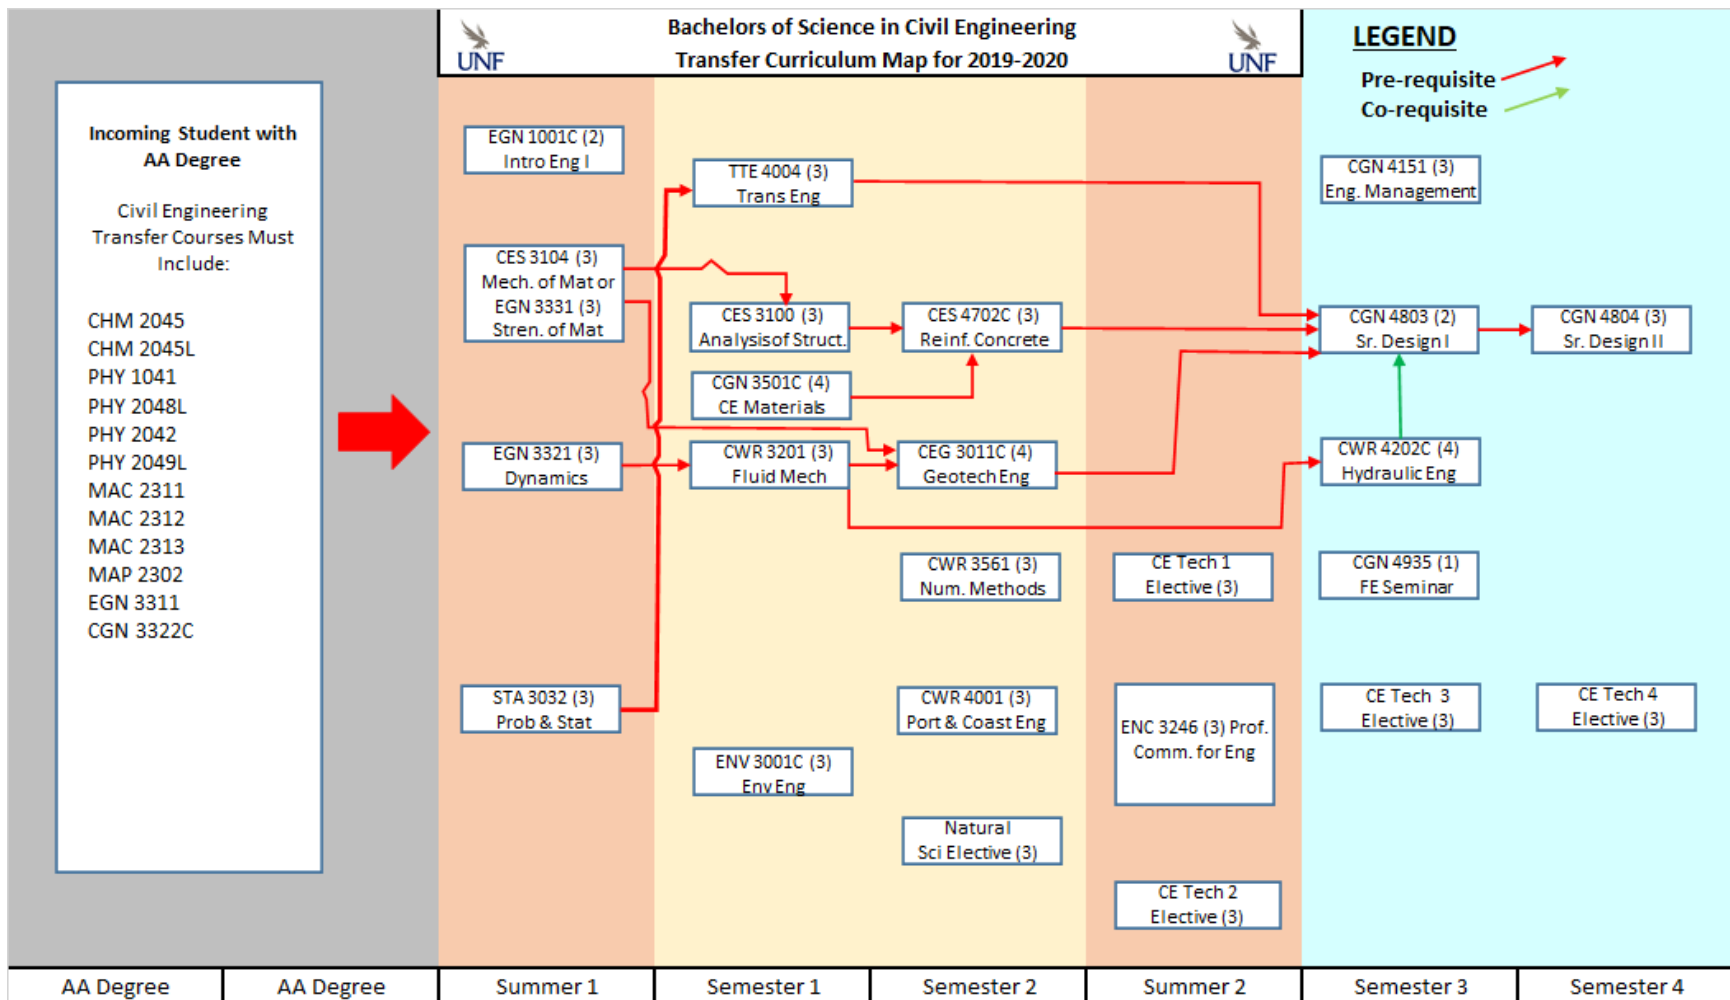 Bachelors of Science in Civil Engineering
Transfer Curriculum Map for 2019-2020
UNF
UNF
LEGEND
Pre-requisite
Co-requisite
Incoming Student with
AA Degree
Civil Engineering
Transfer Courses Must
Include:
CHM 2045
CHM 2045L
PHY 1041
PHY 2048L
PHY 2042
PHY 2049L
MAC 2311
MAC 2312
MAC 2313
MAP 2302
EGN 3311
CGN 3322C
EGN 1001C (2)
Intro Eng I
CES 3104 (3)
Mech. of Mat or
EGN 3331 (3)
Stren. of Mat
EGN 3321 (3)
Dynamics
STA 3032 (3)
Prob & Stat
TTE 4004 (3)
Trans Eng
CES 3100 (3)
Analysisof Struct.
CGN 3501C (4)
CE Materials
CWR 3201 (3)
Fluid Mech
ENV 3001C (3)
Env Eng
CES 4702C (3)
Reinf. Concrete
CEG 3011C (4)
Geotech Eng
CWR 3561 (3)
Num. Methods
CWR 4001 (3)
Port & Coast Eng
Natural
Sci Elective (3)
CE Tech 1
Elective (3)
ENC 3246 (3) Prof.
Comm. for Eng
CE Tech 2
Elective (3)
CGN 4151 (3)
Eng. Management
CGN 4803 (2)
Sr. Design I
CWR 4202C (4)
Hydraulic Eng
CGN 4935 (1)
FE Seminar
CE Tech 3
Elective (3)
CGN 4804 (3)
Sr. Design II
CE Tech 4
Elective (3)
AA Degree
AA Degree
Summer 1
Semester 1
Semester 2
Summer 2
Semester 3
Semester 4